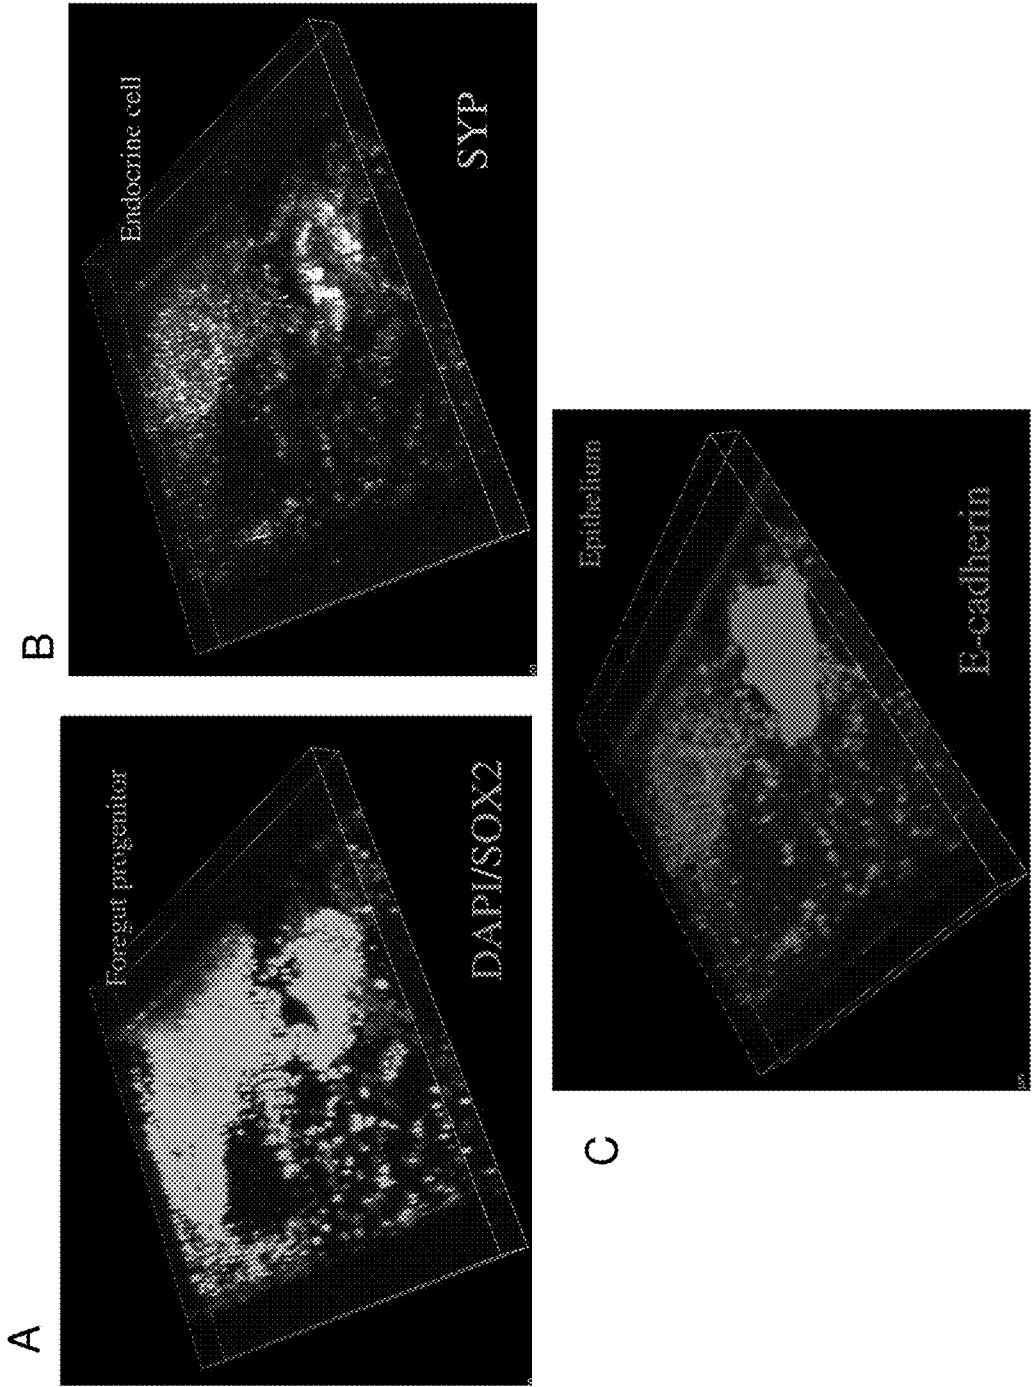 A
Foregut progenitor
DAPI/SOX2
B
Endocrine cell
SYP
C
Epithelium
E-cadherin